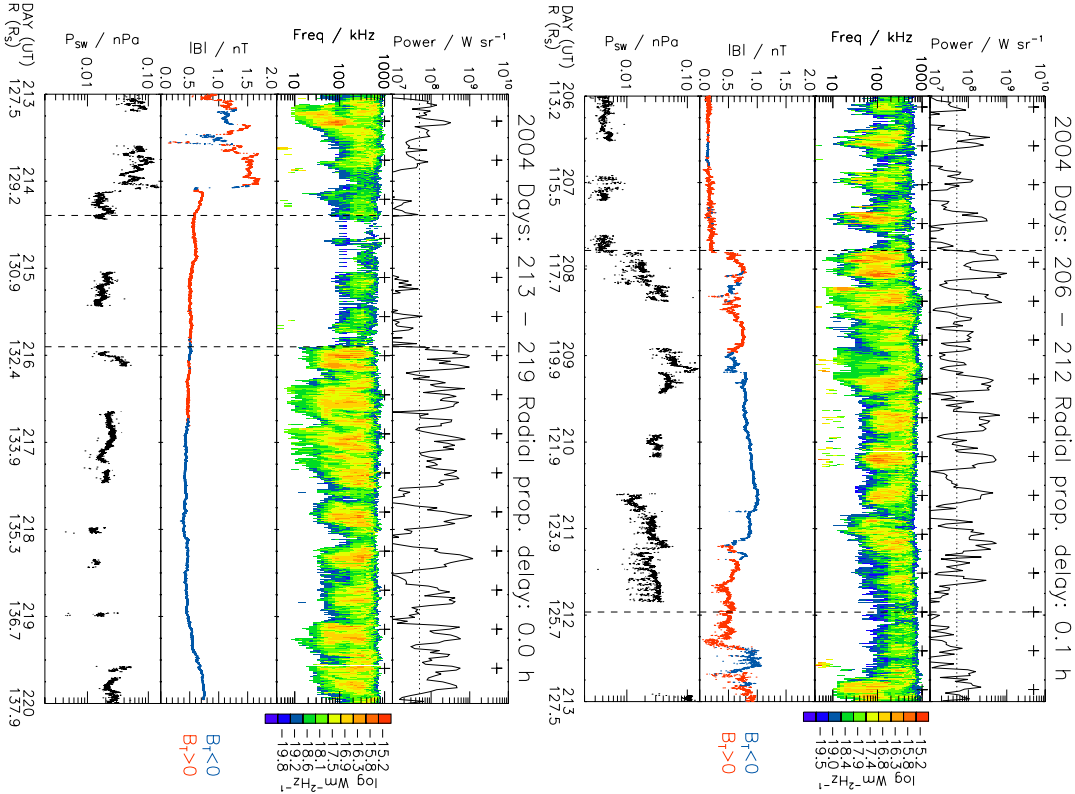 2004 Days: 206 − 212 Radial prop. delay: 0.1 h
Power / W sr⁻¹
10¹⁰
10⁹
10⁸
10⁷
Freq / kHz
1000
100
10
−15.2
−15.8
−16.3
−16.8
−17.4
−17.9
−18.4
−19.0
−19.5
log Wm⁻²Hz⁻¹
|B| / nT
2.0
1.5
1.0
0.5
0.0
B_T<0
B_T>0
P_SW / nPa
0.10
0.01
DAY (UT) 206 207 208 209 210 211 212 213
R (R_S) 113.2 115.5 117.7 119.9 121.9 123.9 125.7 127.5
2004 Days: 213 − 219 Radial prop. delay: 0.0 h
Power / W sr⁻¹
10¹⁰
10⁹
10⁸
10⁷
Freq / kHz
1000
100
10
−15.2
−15.8
−16.3
−16.9
−17.5
−18.1
−18.6
−19.2
−19.8
log Wm⁻²Hz⁻¹
|B| / nT
2.0
1.5
1.0
0.5
0.0
B_T<0
B_T>0
P_SW / nPa
0.10
0.01
DAY (UT) 213 214 215 216 217 218 219 220
R (R_S) 127.5 129.2 130.9 132.4 133.9 135.3 136.7 137.9